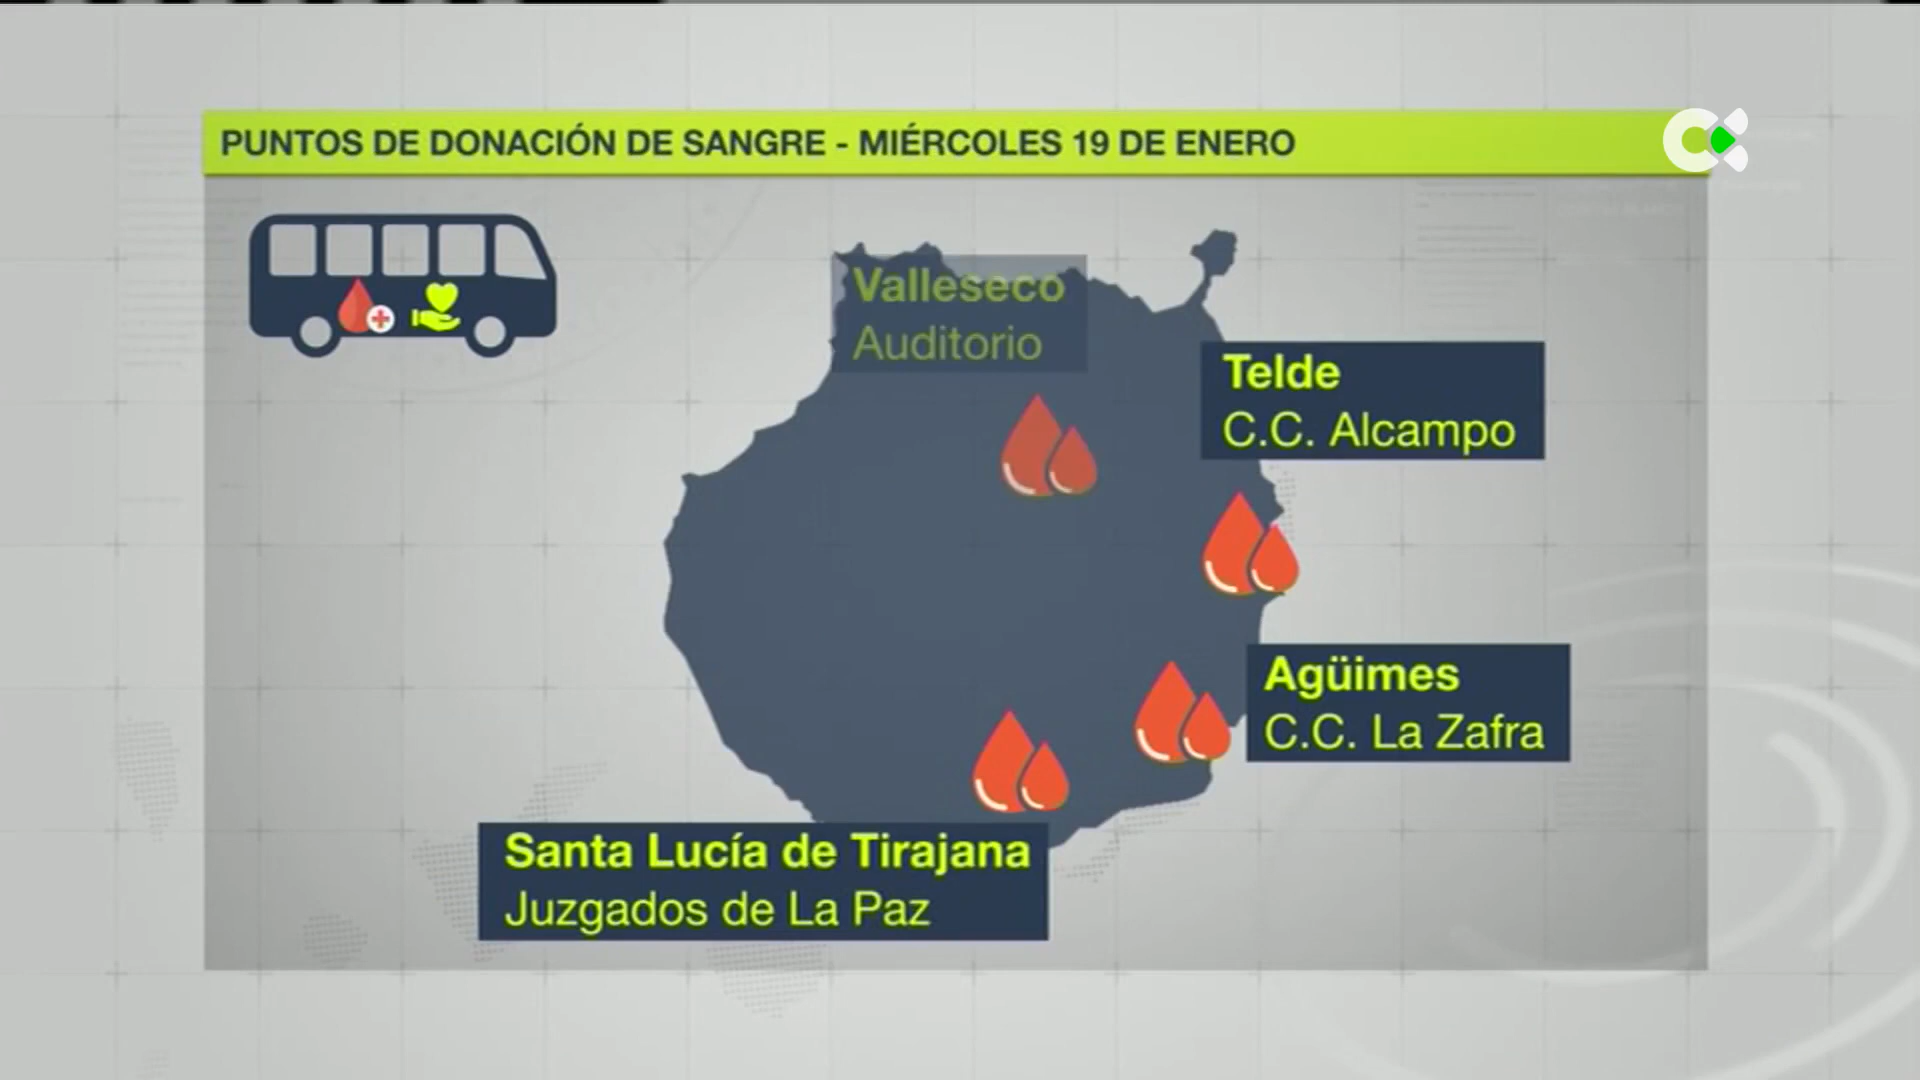 PUNTOS DE DONACIÓN DE SANGRE - MIÉRCOLES 19 DE ENERO
Valleseco
Auditorio
Telde
C.C. Alcampo
Agüimes
C.C. La Zafra
Santa Lucía de Tirajana
Juzgados de La Paz